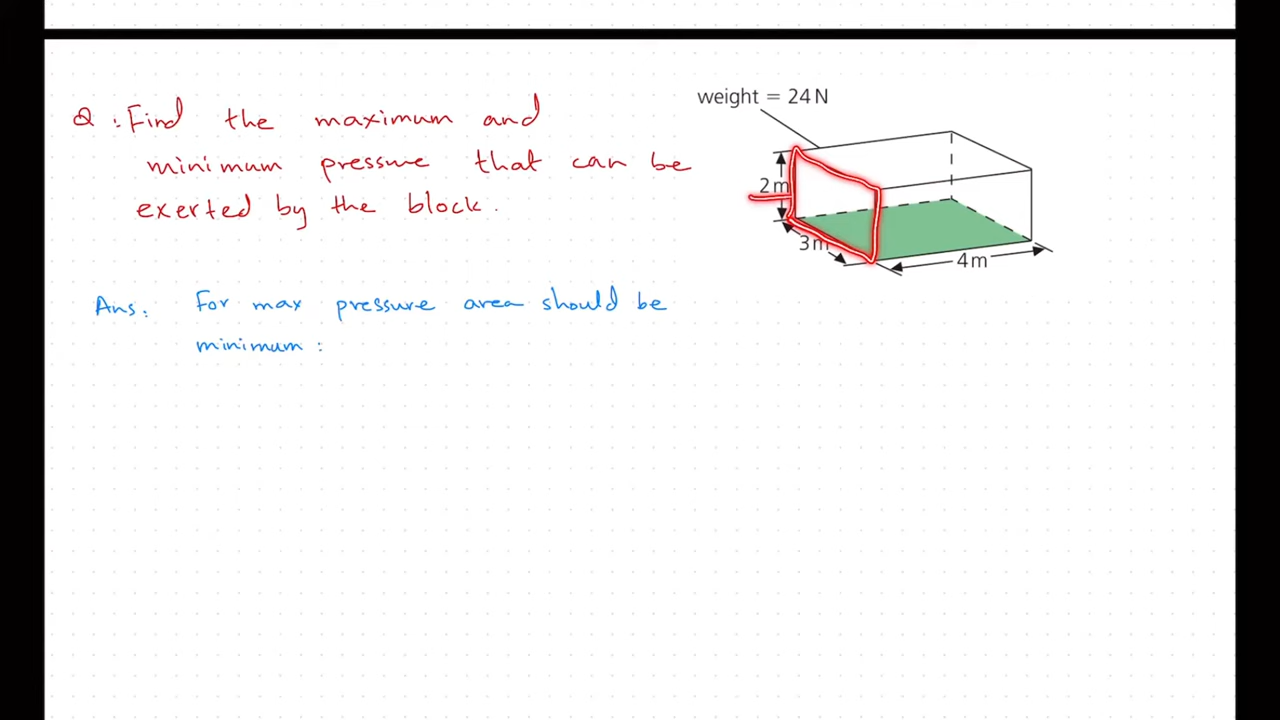 Q : Find the maximum and
minimum pressure that can be
exerted by the block.
weight = 24 N
2 m
3 m
4 m
Ans : For max pressure area should be
minimum :